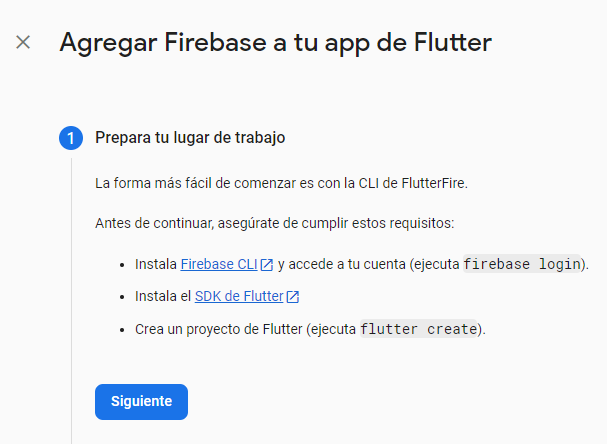 Agregar Firebase a tu app de Flutter
1 Prepara tu lugar de trabajo
La forma más fácil de comenzar es con la CLI de FlutterFire.
Antes de continuar, asegúrate de cumplir estos requisitos:
• Instala Firebase CLI y accede a tu cuenta (ejecuta firebase login).
• Instala el SDK de Flutter
• Crea un proyecto de Flutter (ejecuta flutter create).
Siguiente